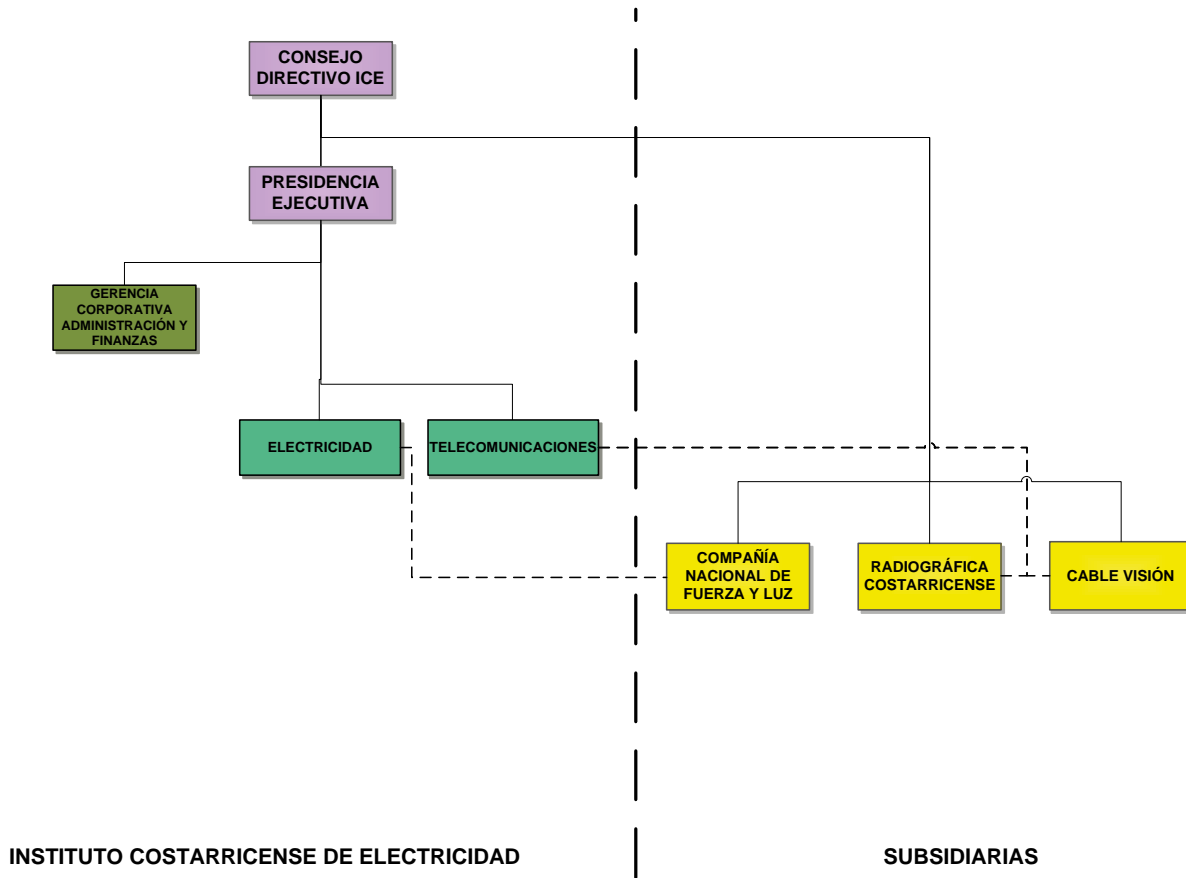 CONSEJO
DIRECTIVO ICE
PRESIDENCIA
EJECUTIVA
GERENCIA
CORPORATIVA
ADMINISTRACIÓN Y
FINANZAS
ELECTRICIDAD
TELECOMUNICACIONES
COMPAÑÍA
NACIONAL DE
FUERZA Y LUZ
RADIOGRÁFICA
COSTARRICENSE
CABLE VISIÓN
INSTITUTO COSTARRICENSE DE ELECTRICIDAD
SUBSIDIARIAS